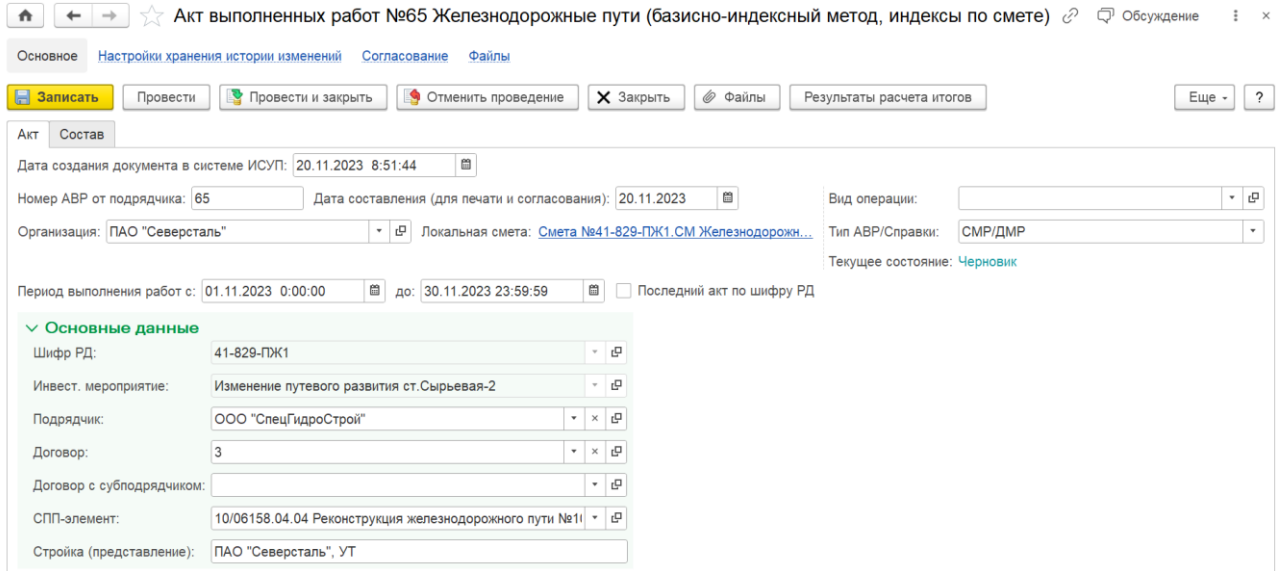 Акт выполненных работ №65 Железнодорожные пути (базисно-индексный метод, индексы по смете) Обсуждение
Основное Настройки хранения истории изменений Согласование Файлы
Записать Провести Провести и закрыть Отменить проведение Закрыть Файлы Результаты расчета итогов Еще ?
Акт Состав
Дата создания документа в системе ИСУП: 20.11.2023 8:51:44
Номер АВР от подрядчика: 65 Дата составления (для печати и согласования): 20.11.2023 Вид операции:
Организация: ПАО "Северсталь" Локальная смета: Смета №41-829-ПЖ1.СМ Железнодорожн... Тип АВР/Справки: СМР/ДМР
Текущее состояние: Черновик
Период выполнения работ с: 01.11.2023 0:00:00 до: 30.11.2023 23:59:59 Последний акт по шифру РД
Основные данные
Шифр РД: 41-829-ПЖ1
Инвест. мероприятие: Изменение путевого развития ст.Сырьевая-2
Подрядчик: ООО "СпецГидроСтрой"
Договор: 3
Договор с субподрядчиком:
СПП-элемент: 10/06158.04.04 Реконструкция железнодорожного пути №1
Стройка (представление): ПАО "Северсталь", УТ